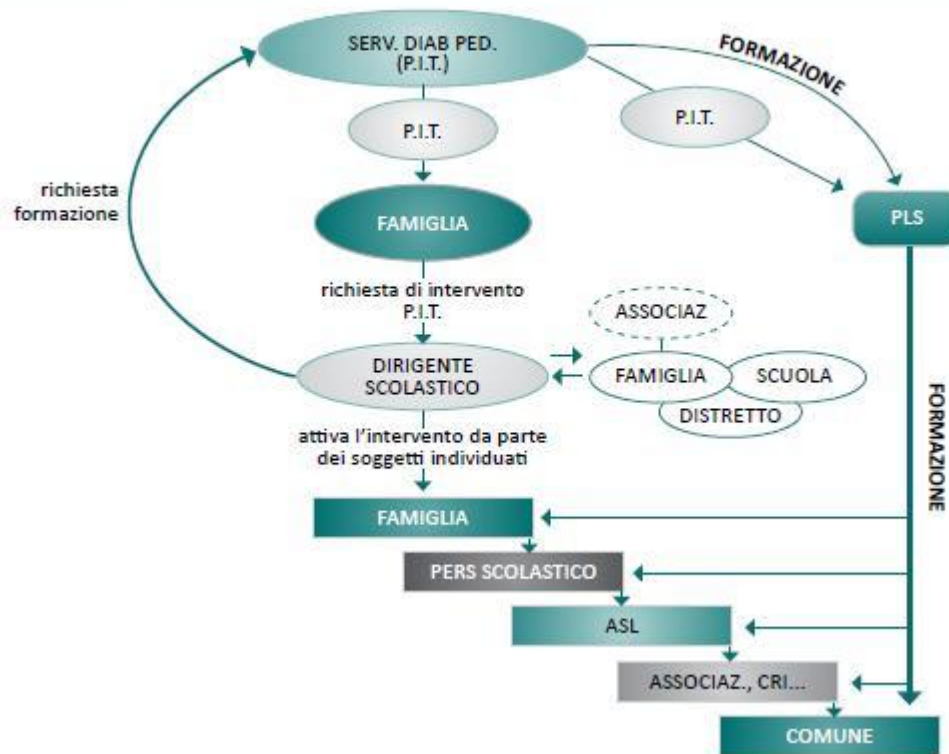 SERV. DIAB PED.
(P.I.T.)
FORMAZIONE
P.I.T.
P.I.T.
richiesta
formazione
FAMIGLIA
PLS
richiesta di intervento
P.I.T.
ASSOCIAZ
DIRIGENTE
SCOLASTICO
FAMIGLIA
SCUOLA
DISTRETTO
attiva l'intervento da parte
dei soggetti individuati
FORMAZIONE
FAMIGLIA
PERS SCOLASTICO
ASL
ASSOCIAZ., CRI...
COMUNE